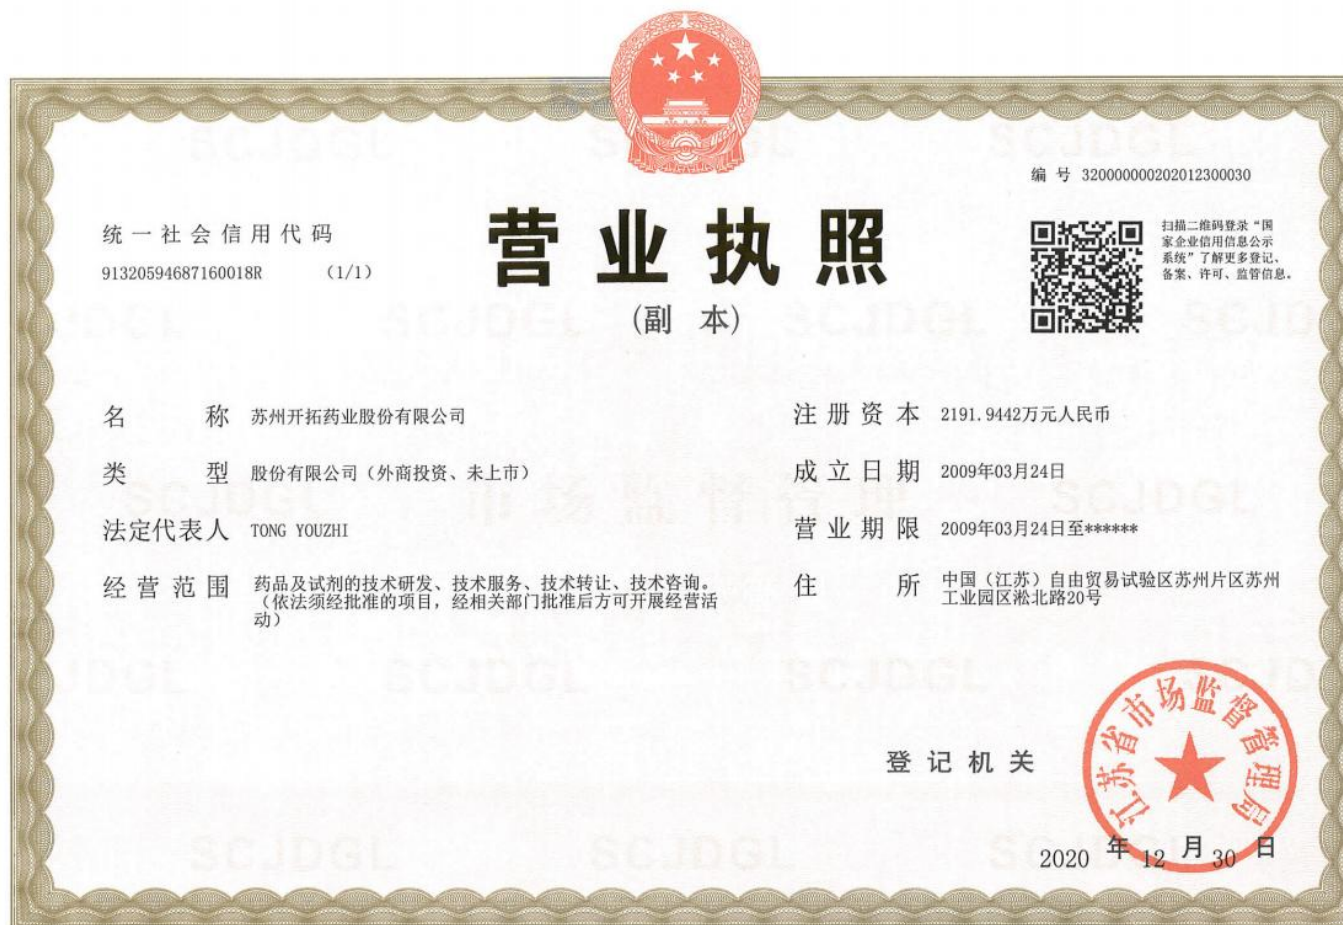 编 号 320000000202012300030
统一社会信用代码
91320594687160018R (1/1)
营业执照
(副 本)
扫描二维码登录“国
家企业信用信息公示
系统”了解更多登记、
备案、许可、监管信息。
名 称 苏州开拓药业股份有限公司
类 型 股份有限公司（外商投资、未上市）
法定代表人 TONG YOUZHI
经营范围 药品及试剂的技术研发、技术服务、技术转让、技术咨询。
（依法须经批准的项目，经相关部门批准后方可开展经营活
动）
注册资本 2191.9442万元人民币
成立日期 2009年03月24日
营业期限 2009年03月24日至******
住 所 中国（江苏）自由贸易试验区苏州片区苏州
工业园区淞北路20号
登记机关
江苏省市场监督管理局
2020 年 12 月 30 日
SCJDGL
市场监督管理